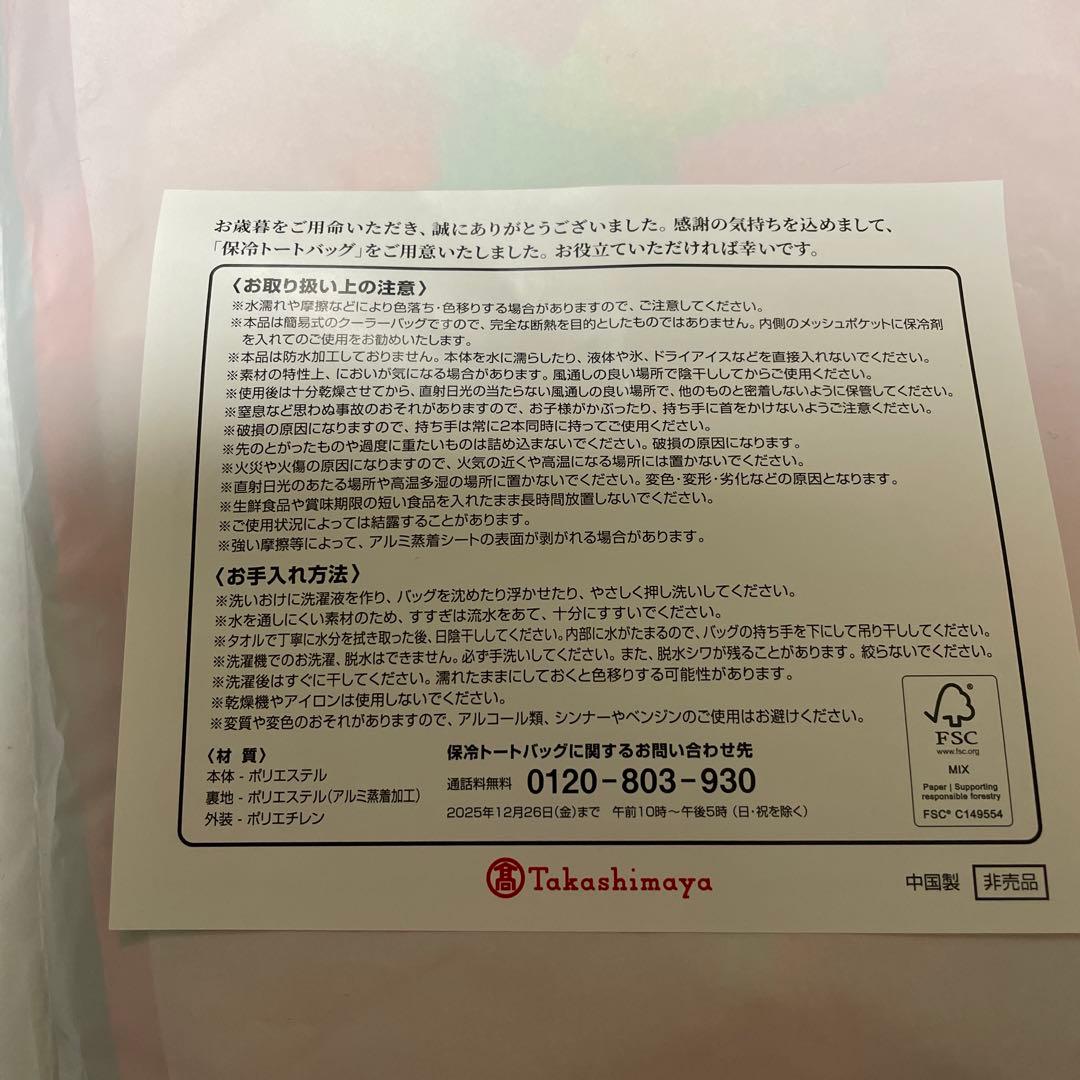 お歳暮をご用命いただき、誠にありがとうございました。感謝の気持ちを込めまして、
「保冷トートバッグ」をご用意いたしました。お役立ていただければ幸いです。
〈お取り扱い上の注意〉
※水濡れや摩擦などにより色落ち・色移りする場合がありますので、ご注意してください。
※本品は簡易式のクーラーバッグですので、完全な断熱を目的としたものではありません。内側のメッシュポケットに保冷剤
を入れてのご使用をお勧めいたします。
※本品は防水加工しておりません。本体を水に濡らしたり、液体や氷、ドライアイスなどを直接入れないでください。
※素材の特性上、においが気になる場合があります。風通しの良い場所で陰干ししてからご使用ください。
※使用後は十分乾燥させてから、直射日光の当たらない風通しの良い場所で、他のものと密着しないように保管してください。
※窒息など思わぬ事故のおそれがありますので、お子様がかぶったり、持ち手に首をかけないようご注意ください。
※破損の原因になりますので、持ち手は常に2本同時に持ってご使用ください。
※先のとがったものや過度に重たいものは詰め込まないでください。破損の原因になります。
※火災や火傷の原因になりますので、火気の近くや高温になる場所には置かないでください。
※直射日光のあたる場所や高温多湿の場所に置かないでください。変色・変形・劣化などの原因となります。
※生鮮食品や賞味期限の短い食品を入れたまま長時間放置しないでください。
※ご使用状況によっては結露することがあります。
※強い摩擦等によって、アルミ蒸着シートの表面が剥がれる場合があります。
〈お手入れ方法〉
※洗いおけに洗濯液を作り、バッグを沈めたり浮かせたり、やさしく押し洗いしてください。
※水を通しにくい素材のため、すすぎは流水をあて、十分にすすいでください。
※タオルで丁寧に水分を拭き取った後、日陰干ししてください。内部に水がたまるので、バッグの持ち手を下にして吊り干ししてください。
※洗濯機でのお洗濯、脱水はできません。必ず手洗いしてください。また、脱水シワが残ることがあります。絞らないでください。
※洗濯後はすぐに干してください。濡れたままにしておくと色移りする可能性があります。
※乾燥機やアイロンは使用しないでください。
※変質や変色のおそれがありますので、アルコール類、シンナーやベンジンのご使用はお避けください。
〈材 質〉
本体 - ポリエステル
裏地 - ポリエステル(アルミ蒸着加工)
外装 - ポリエチレン
保冷トートバッグに関するお問い合わせ先
通話料無料 0120-803-930
2025年12月26日(金)まで 午前10時〜午後5時(日・祝を除く)
FSC
www.fsc.org
MIX
Paper | Supporting
responsible forestry
FSC® C149554
髙 Takashimaya
中国製 非売品